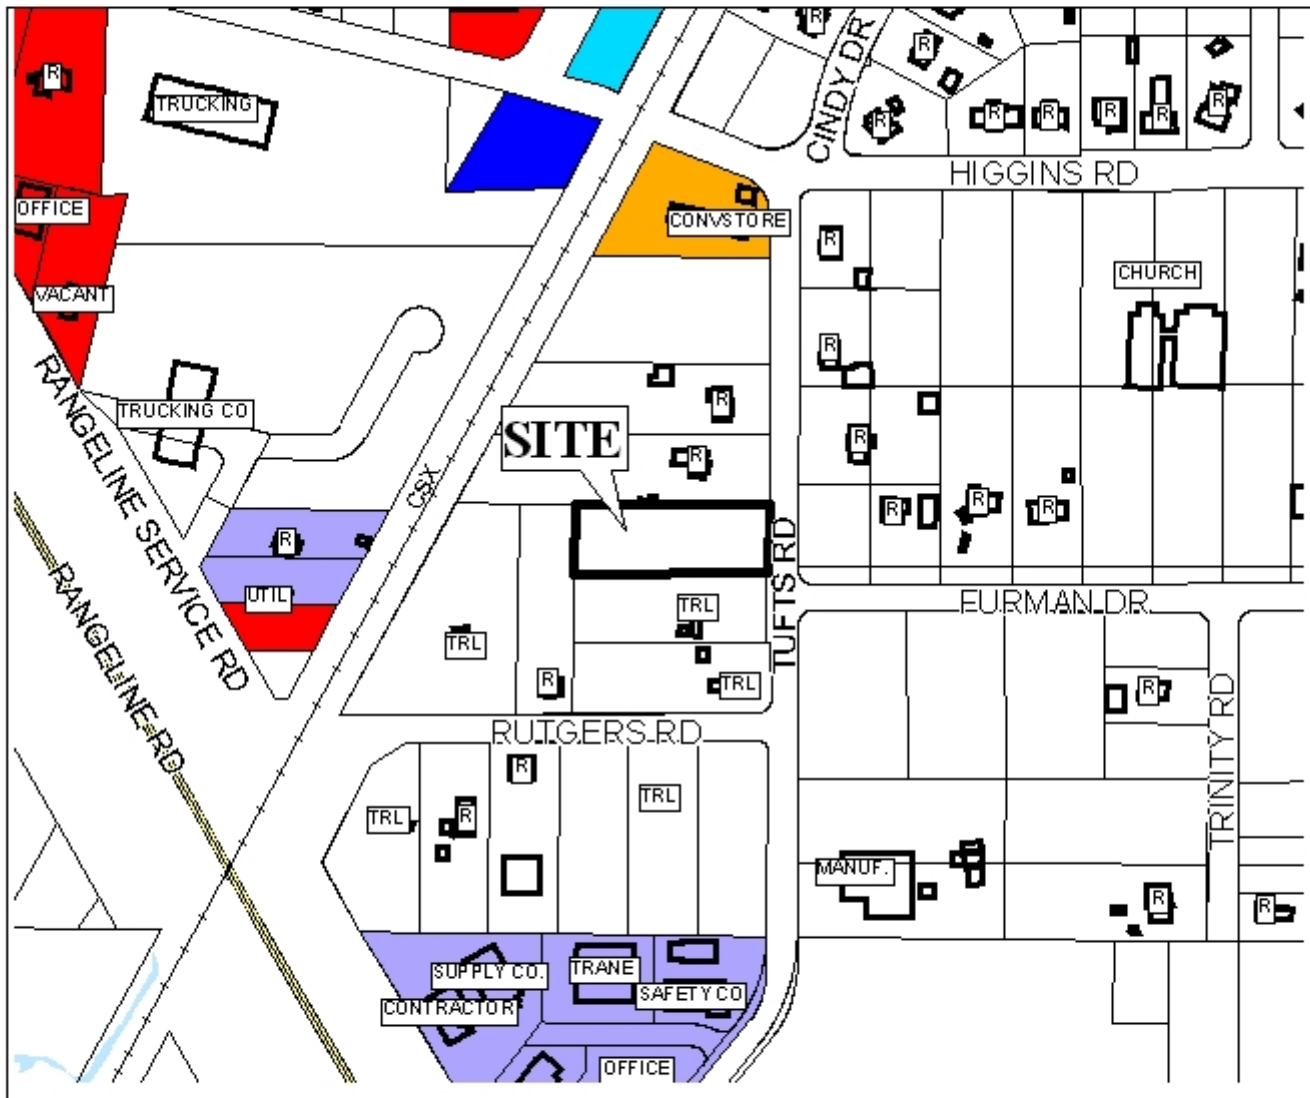 R
CINDY DR
R
R
TRUCKING
R
R
R
R
R
R
HIGGINS RD
OFFICE
CONVSTORE
R
CHURCH
VACANT
R
R
TRUCKING CO
SITE
R
R
CSX
R
R
R
RANGELINE SERVICE RD
RANGELINE RD
R
UTIL
TUFTS RD
FURMAN DR
TRL
TRL
R
TRL
R
TRINITY RD
RUTGERS RD
R
TRL
TRL
R
MANUF.
R
R
SUPPLY CO.
TRANE
SAFETY CO
CONTRACTOR
OFFICE